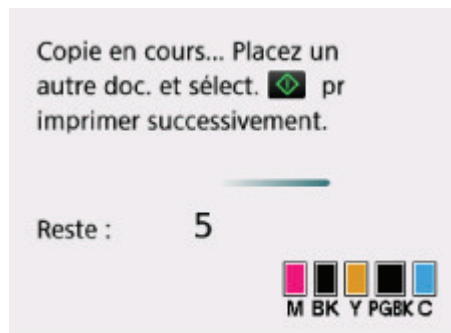 Copie en cours... Placez un
autre doc. et sélect. pr
imprimer successivement.
Reste : 5
M BK Y PGBK C